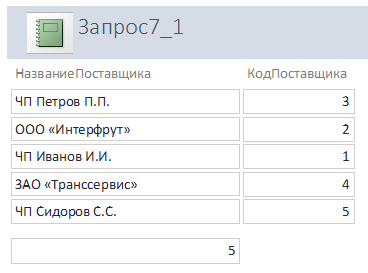 Запрос7_1
НазваниеПоставщика КодПоставщика
ЧП Петров П.П. 3
ООО «Интерфрут» 2
ЧП Иванов И.И. 1
ЗАО «Транссервис» 4
ЧП Сидоров С.С. 5
5